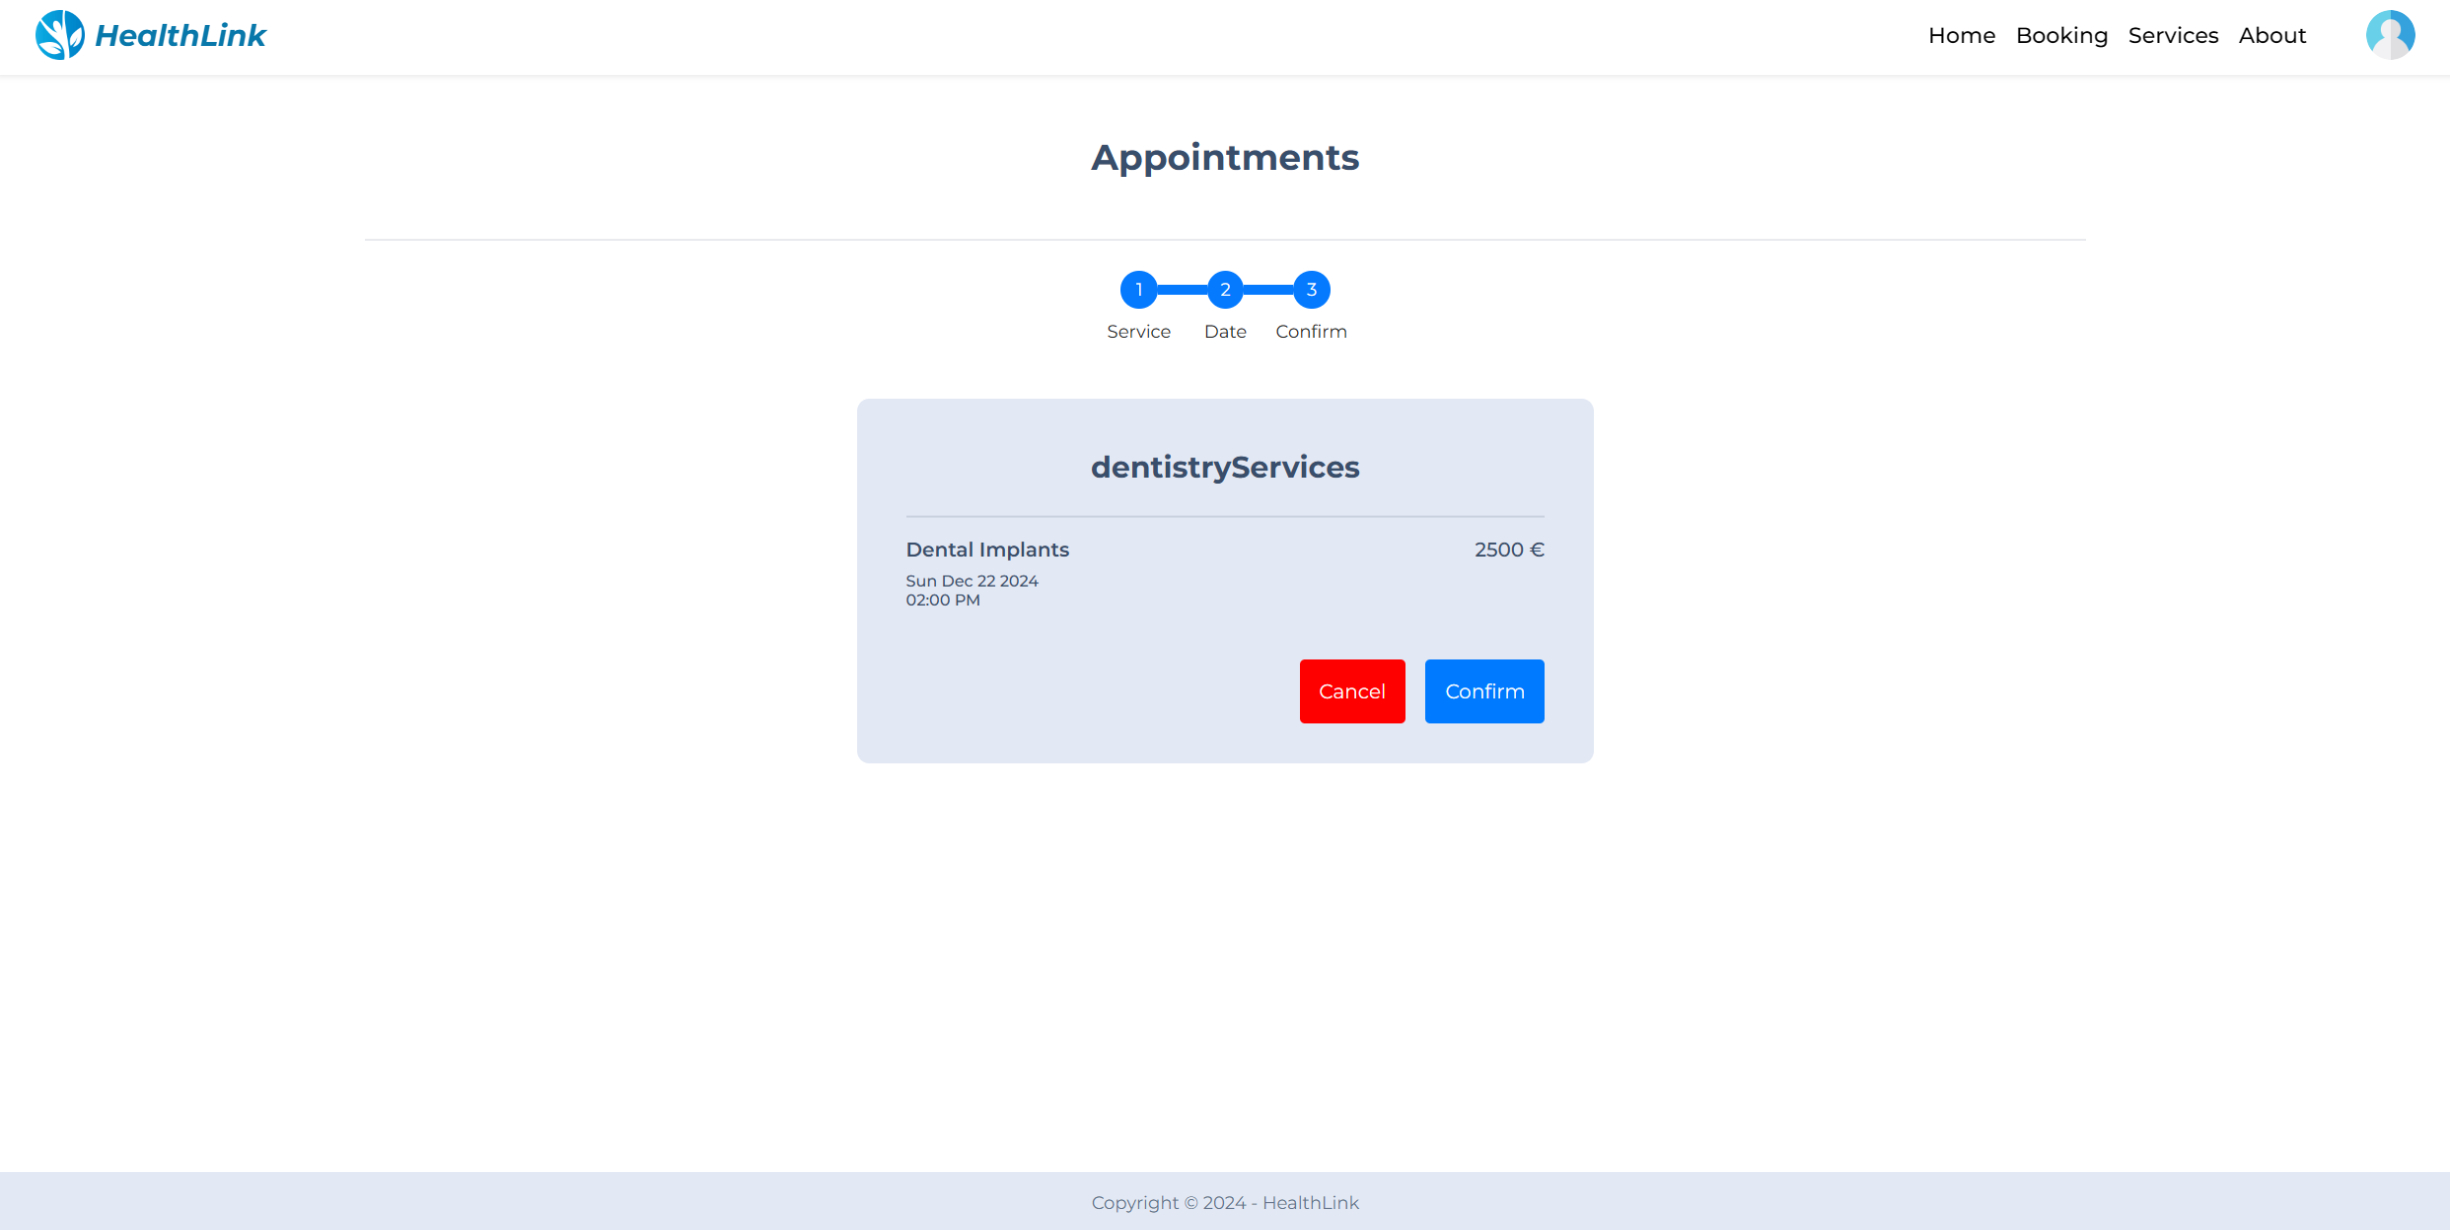 HealthLink
Home Booking Services About
Appointments
1 2 3
Service Date Confirm
dentistryServices
Dental Implants 2500 €
Sun Dec 22 2024
02:00 PM
Cancel Confirm
Copyright © 2024 - HealthLink